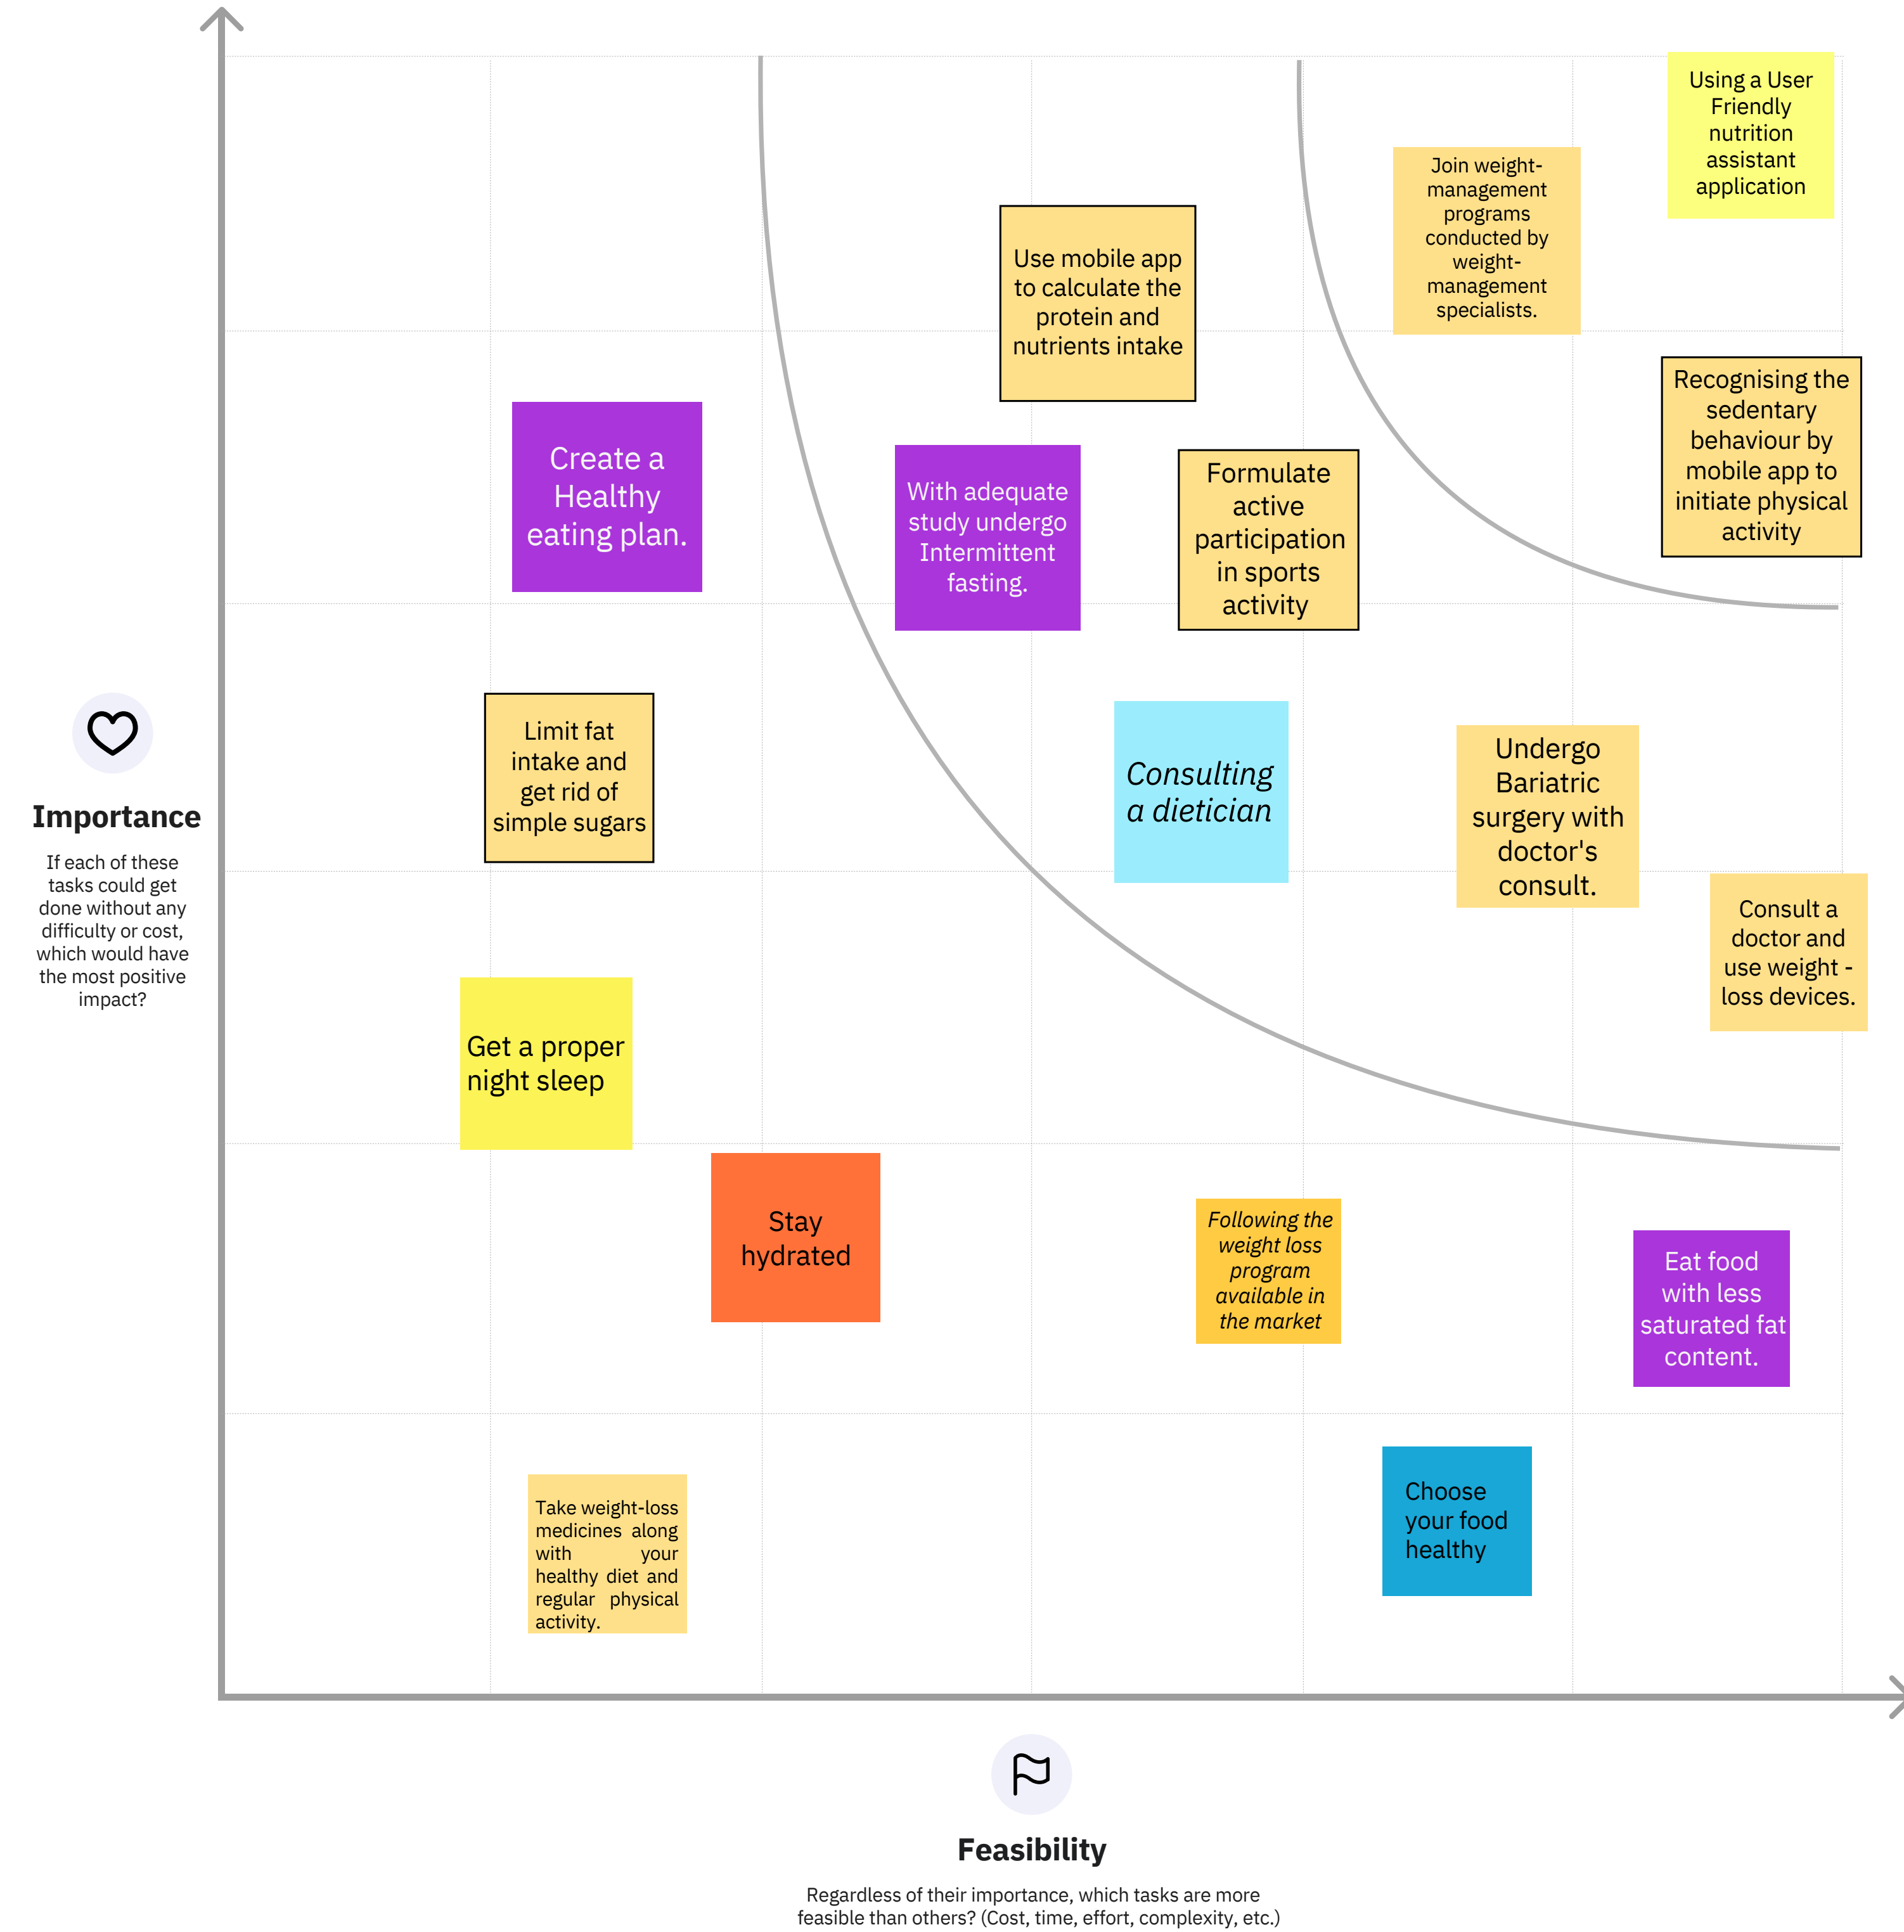 Using a User
Friendly
nutrition
assistant
application
Join weight-
management
programs
conducted by
weight-
management
specialists.
Use mobile app
to calculate the
protein and
nutrients intake
Recognising the
sedentary
behaviour by
mobile app to
initiate physical
activity
Create a
Healthy
eating plan.
With adequate
study undergo
Intermittent
fasting.
Formulate
active
participation
in sports
activity
Limit fat
intake and
get rid of
simple sugars
Consulting
a dietician
Undergo
Bariatric
surgery with
doctor's
consult.
Importance
If each of these
tasks could get
done without any
difficulty or cost,
which would have
the most positive
impact?
Consult a
doctor and
use weight -
loss devices.
Get a proper
night sleep
Stay
hydrated
Following the
weight loss
program
available in
the market
Eat food
with less
saturated fat
content.
Take weight-loss
medicines along
with your
healthy diet and
regular physical
activity.
Choose
your food
healthy
Feasibility
Regardless of their importance, which tasks are more
feasible than others? (Cost, time, effort, complexity, etc.)